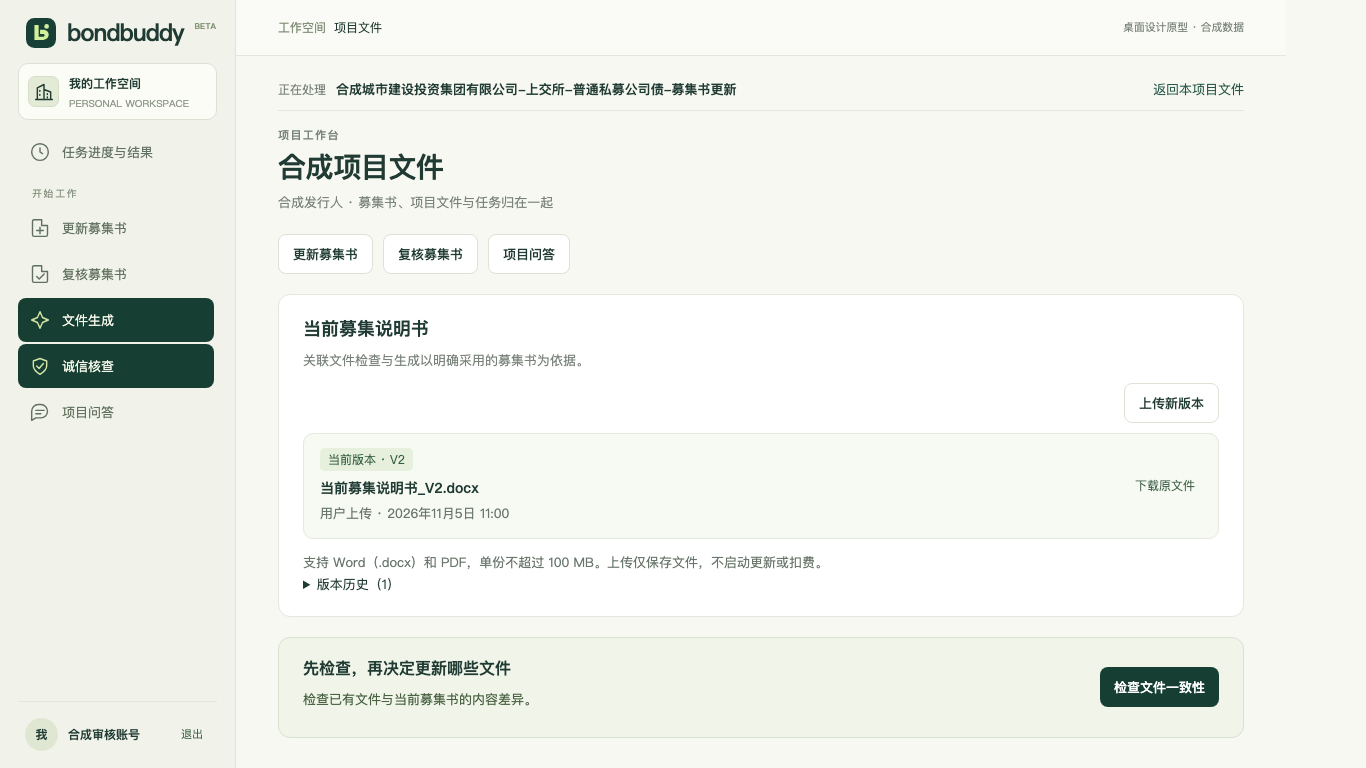 bondbuddy BETA
我的工作空间
PERSONAL WORKSPACE
任务进度与结果
开始工作
更新募集书
复核募集书
文件生成
诚信核查
项目问答
我 合成审核账号 退出
工作空间 项目文件
桌面设计原型 · 合成数据
正在处理 合成城市建设投资集团有限公司–上交所–普通私募公司债–募集书更新
返回本项目文件
项目工作台
合成项目文件
合成发行人 · 募集书、项目文件与任务归在一起
更新募集书 复核募集书 项目问答
当前募集说明书
关联文件检查与生成以明确采用的募集书为依据。
上传新版本
当前版本 · V2
当前募集说明书_V2.docx
用户上传 · 2026年11月5日 11:00
下载原文件
支持 Word（.docx）和 PDF，单份不超过 100 MB。上传仅保存文件，不启动更新或扣费。
▶ 版本历史（1）
先检查，再决定更新哪些文件
检查已有文件与当前募集书的内容差异。
检查文件一致性